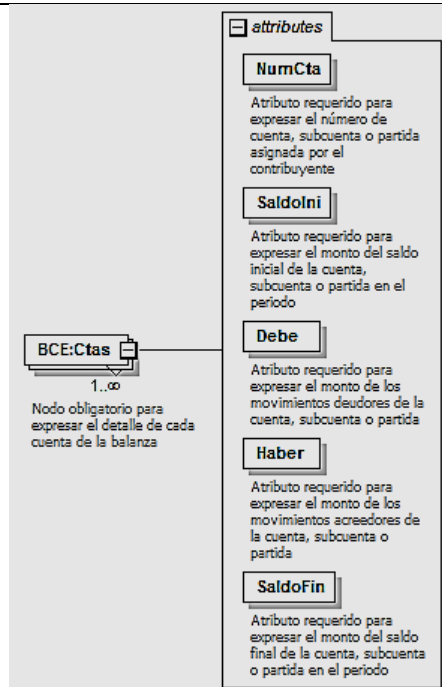 attributes
NumCta
Atributo requerido para
expresar el número de
cuenta, subcuenta o partida
asignada por el
contribuyente
SaldoIni
Atributo requerido para
expresar el monto del saldo
inicial de la cuenta,
subcuenta o partida en el
periodo
BCE:Ctas
1..∞
Nodo obligatorio para
expresar el detalle de cada
cuenta de la balanza
Debe
Atributo requerido para
expresar el monto de los
movimientos deudores de la
cuenta, subcuenta o partida
Haber
Atributo requerido para
expresar el monto de los
movimientos acreedores de
la cuenta, subcuenta o
partida
SaldoFin
Atributo requerido para
expresar el monto del saldo
final de la cuenta, subcuenta
o partida en el periodo